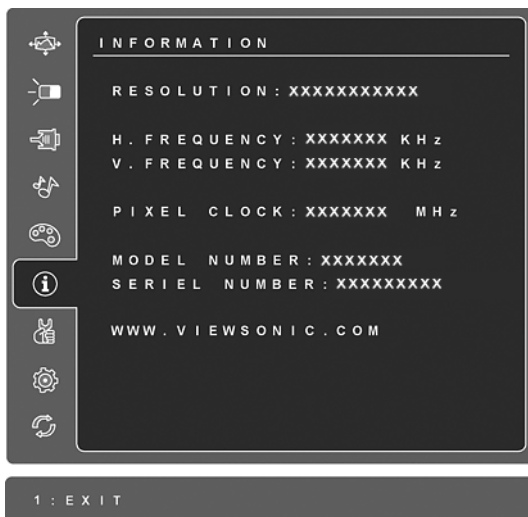 INFORMATION
RESOLUTION: XXXXXXXXXXX
H. FREQUENCY: XXXXXXX KHz
V. FREQUENCY: XXXXXXX KHz
PIXEL CLOCK: XXXXXXX MHz
MODEL NUMBER: XXXXXXX
SERIEL NUMBER: XXXXXXXXX
WWW.VIEWSONIC.COM
1:EXIT